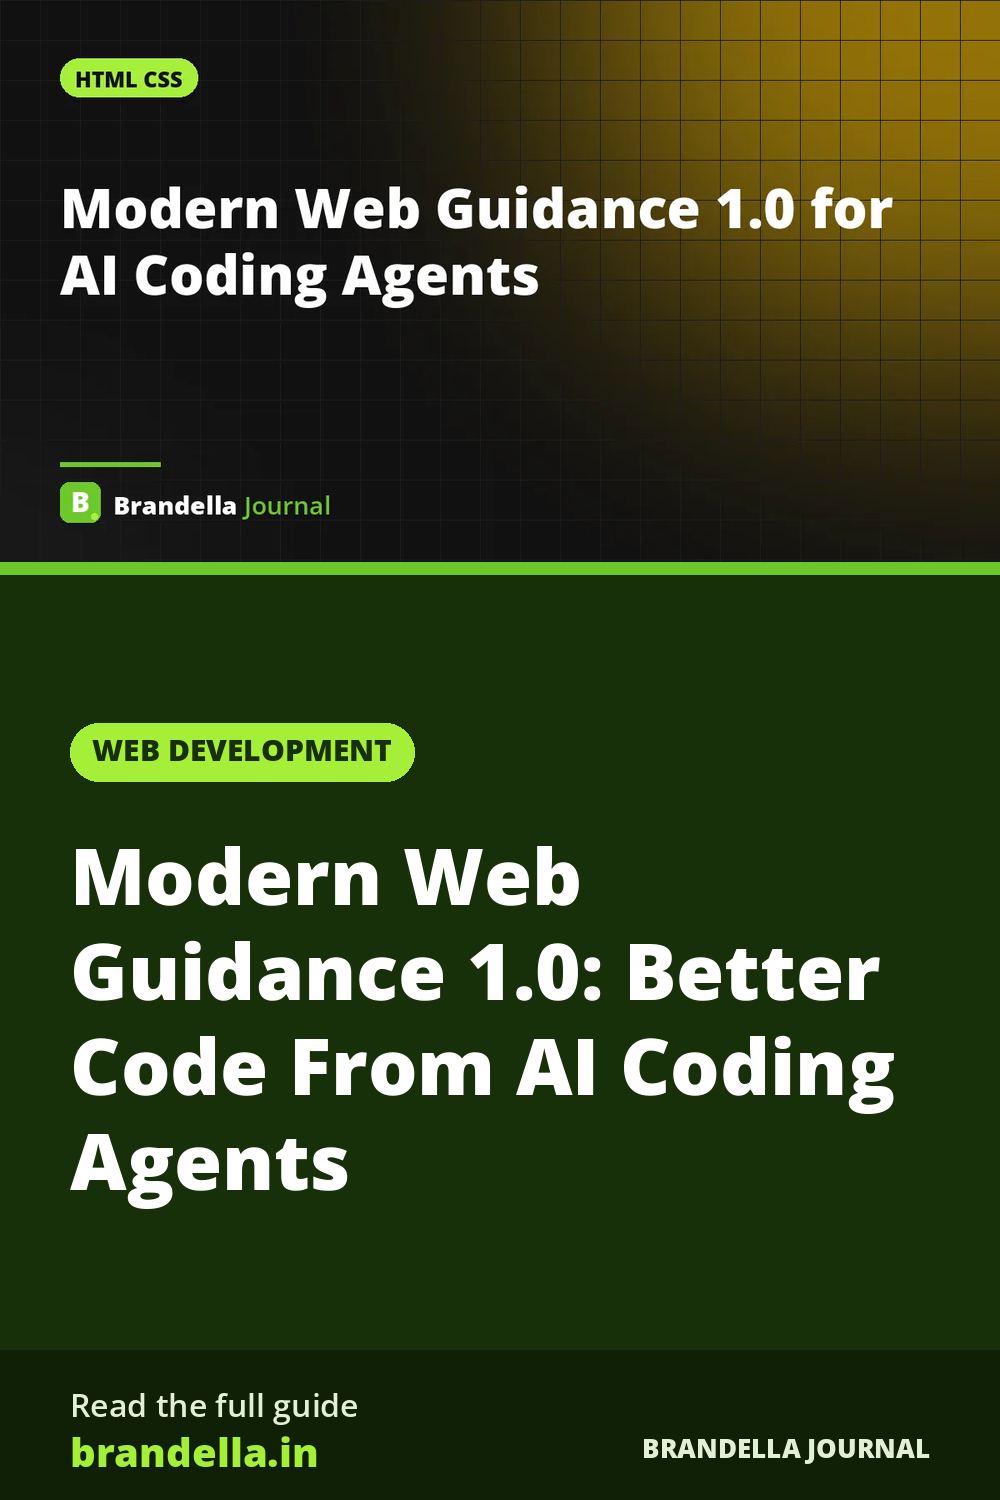 HTML CSS
Modern Web Guidance 1.0 for
AI Coding Agents
B.
Brandella Journal
WEB DEVELOPMENT
Modern Web
Guidance 1.0: Better
Code From AI Coding
Agents
Read the full guide
brandella.in
BRANDELLA JOURNAL